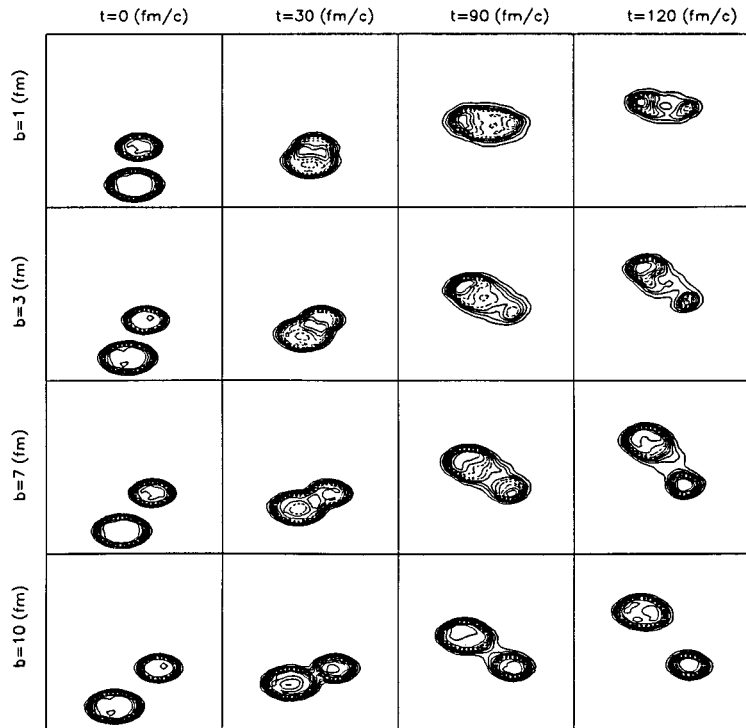 t=0 (fm/c) t=30 (fm/c) t=90 (fm/c) t=120 (fm/c)
b=1 (fm)
b=3 (fm)
b=7 (fm)
b=10 (fm)